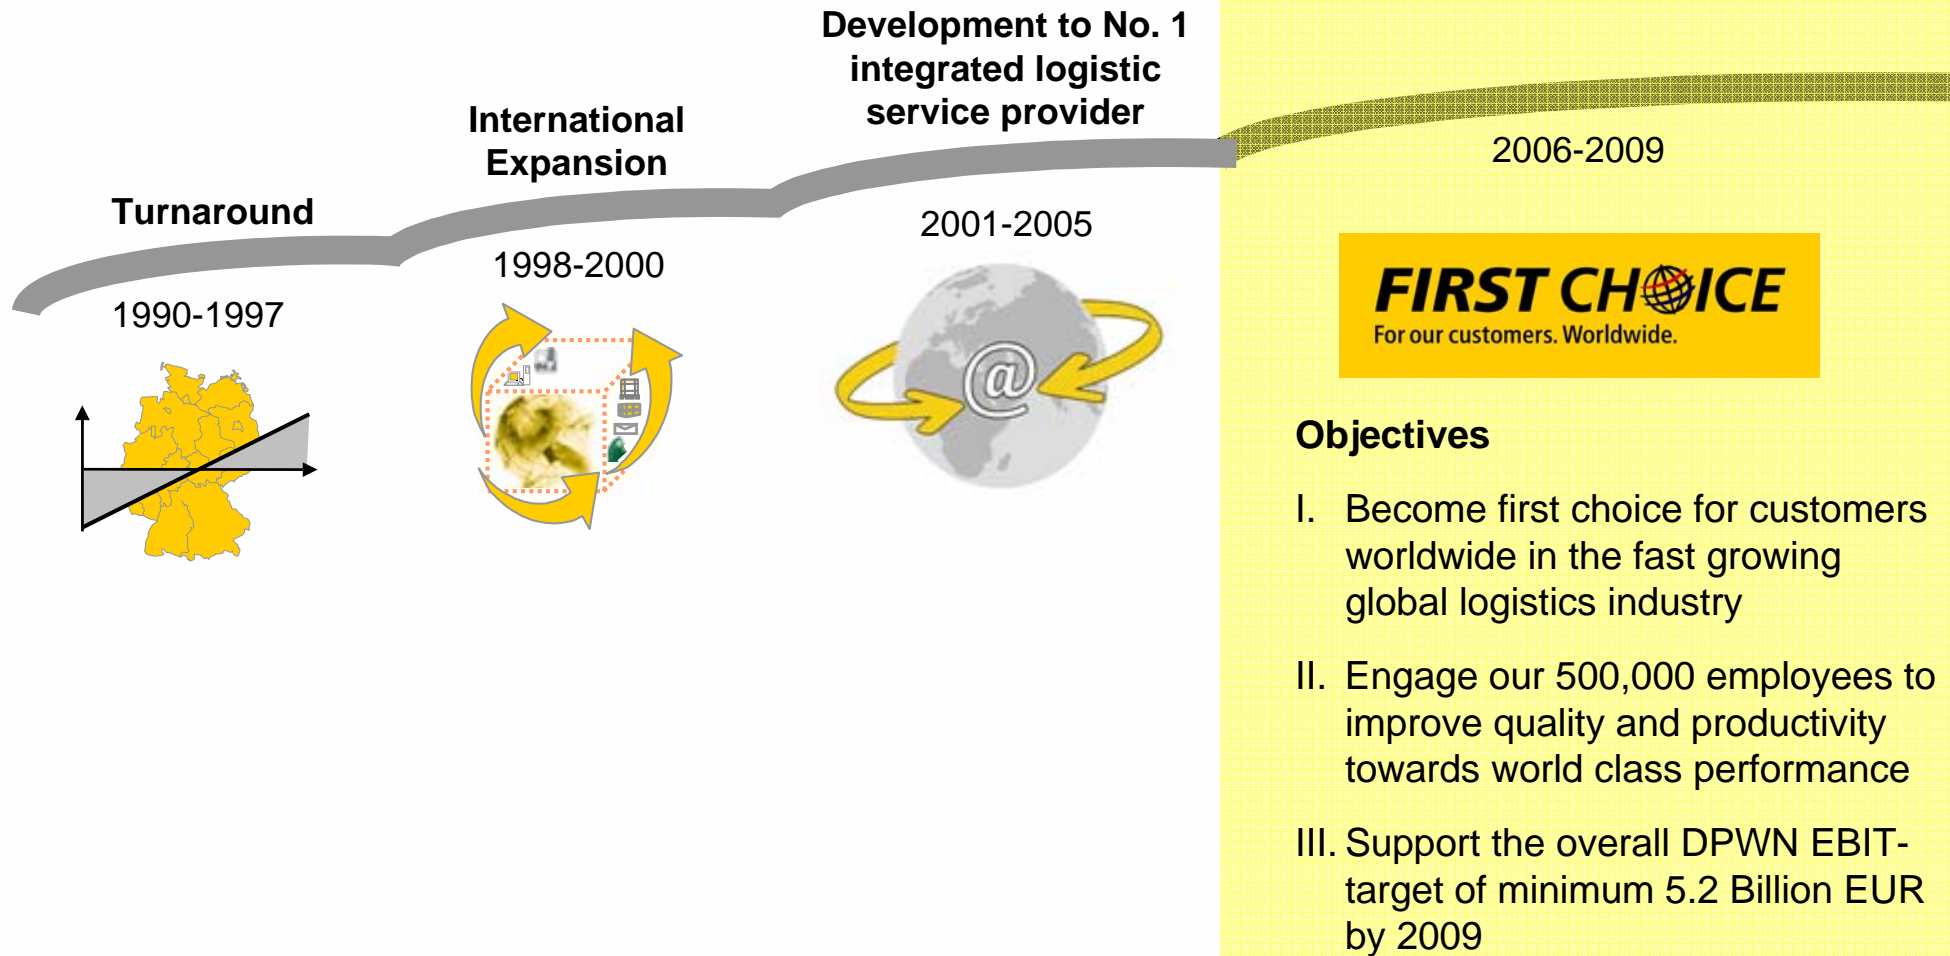 Turnaround
1990-1997
International
Expansion
1998-2000
Development to No. 1
integrated logistic
service provider
2001-2005
@
2006-2009
FIRST CHOICE
For our customers. Worldwide.
Objectives
I. Become first choice for customers
worldwide in the fast growing
global logistics industry
II. Engage our 500,000 employees to
improve quality and productivity
towards world class performance
III. Support the overall DPWN EBIT-
target of minimum 5.2 Billion EUR
by 2009